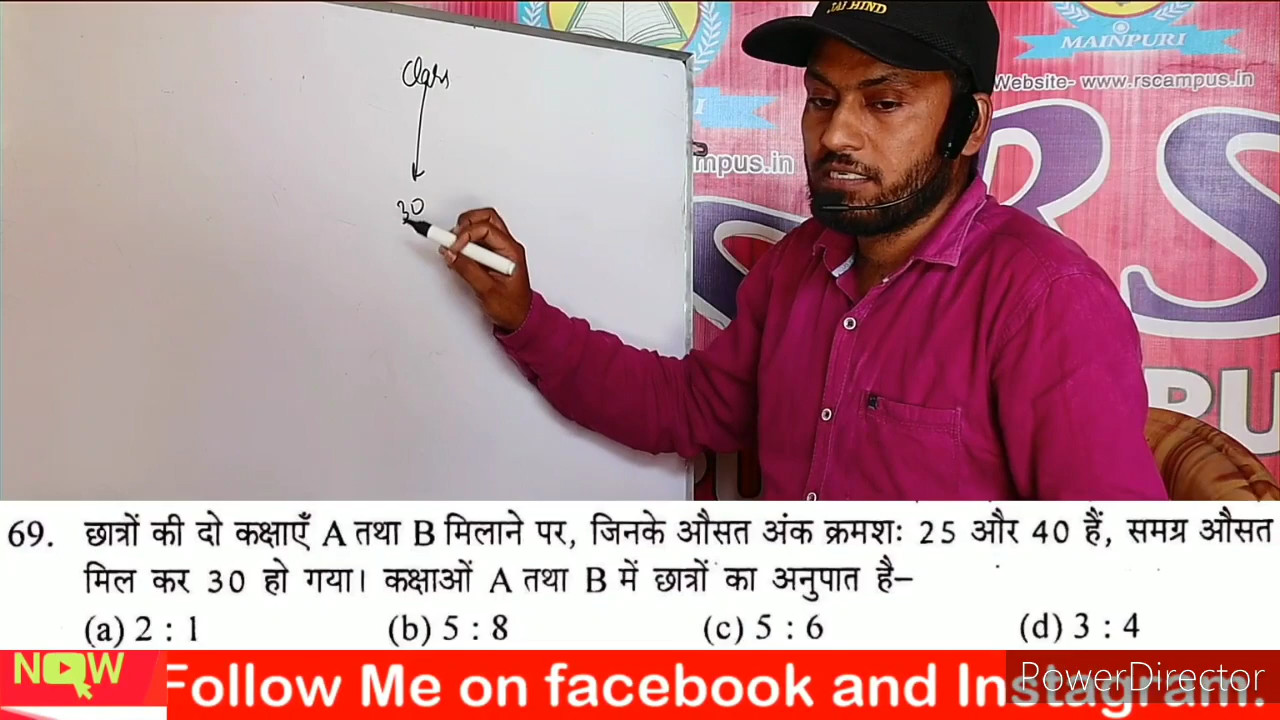 JAI HIND
MAINPURI
Website- www.rscampus.in
mpus.in
RS
PU
Class
30
69. छात्रों की दो कक्षाएँ A तथा B मिलाने पर, जिनके औसत अंक क्रमशः 25 और 40 हैं, समग्र औसत
मिल कर 30 हो गया। कक्षाओं A तथा B में छात्रों का अनुपात है–
(a) 2 : 1 (b) 5 : 8 (c) 5 : 6 (d) 3 : 4
NOW
Follow Me on facebook and Instagram.
PowerDirector